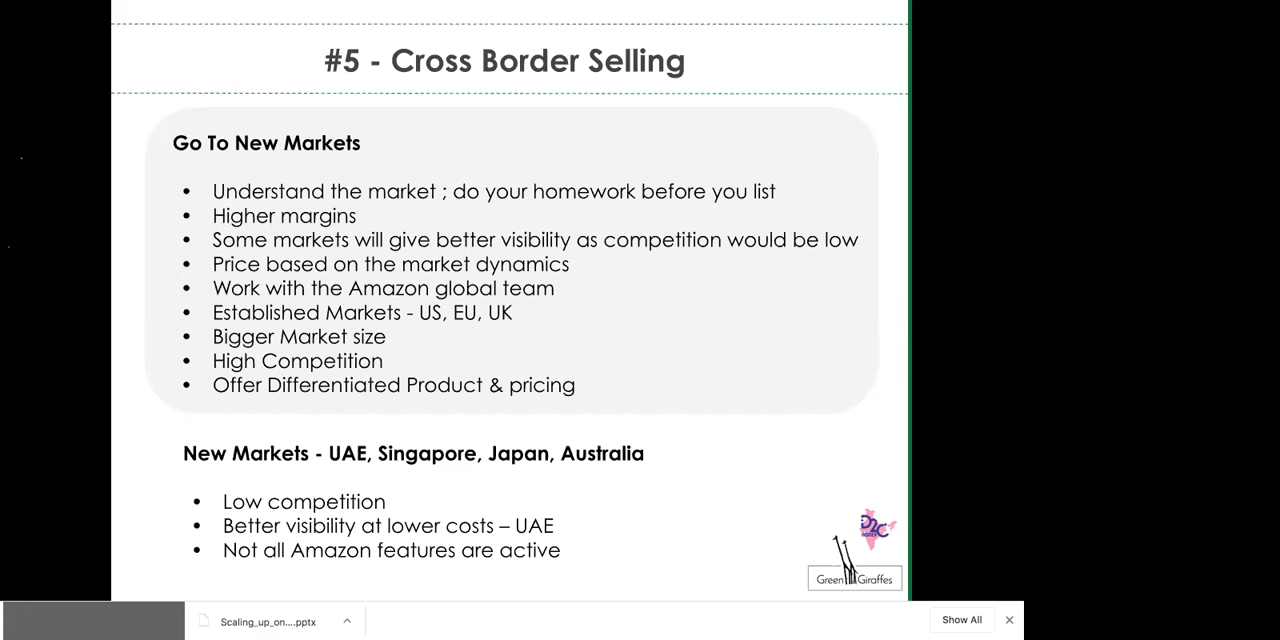 #5 - Cross Border Selling
Go To New Markets
• Understand the market ; do your homework before you list
• Higher margins
• Some markets will give better visibility as competition would be low
• Price based on the market dynamics
• Work with the Amazon global team
• Established Markets - US, EU, UK
• Bigger Market size
• High Competition
• Offer Differentiated Product & pricing
New Markets - UAE, Singapore, Japan, Australia
• Low competition
• Better visibility at lower costs – UAE
• Not all Amazon features are active
D2C
Green Giraffes
Scaling_up_on....pptx
Show All